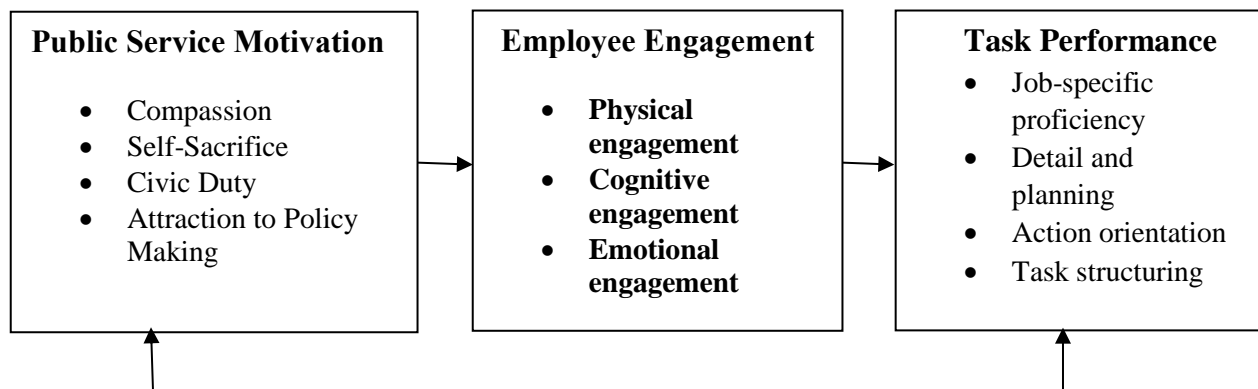 Public Service Motivation
• Compassion
• Self-Sacrifice
• Civic Duty
• Attraction to Policy
Making
Employee Engagement
• Physical
engagement
• Cognitive
engagement
• Emotional
engagement
Task Performance
• Job-specific
proficiency
• Detail and
planning
• Action orientation
• Task structuring